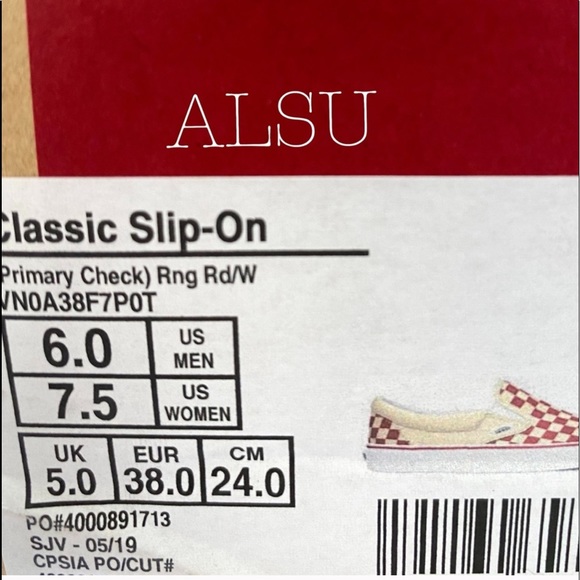 ALSU
Classic Slip-On
(Primary Check) Rng Rd/W
VN0A38F7P0T
6.0 US MEN
7.5 US WOMEN
UK EUR CM
5.0 38.0 24.0
PO#4000891713
SJV - 05/19
CPSIA PO/CUT#